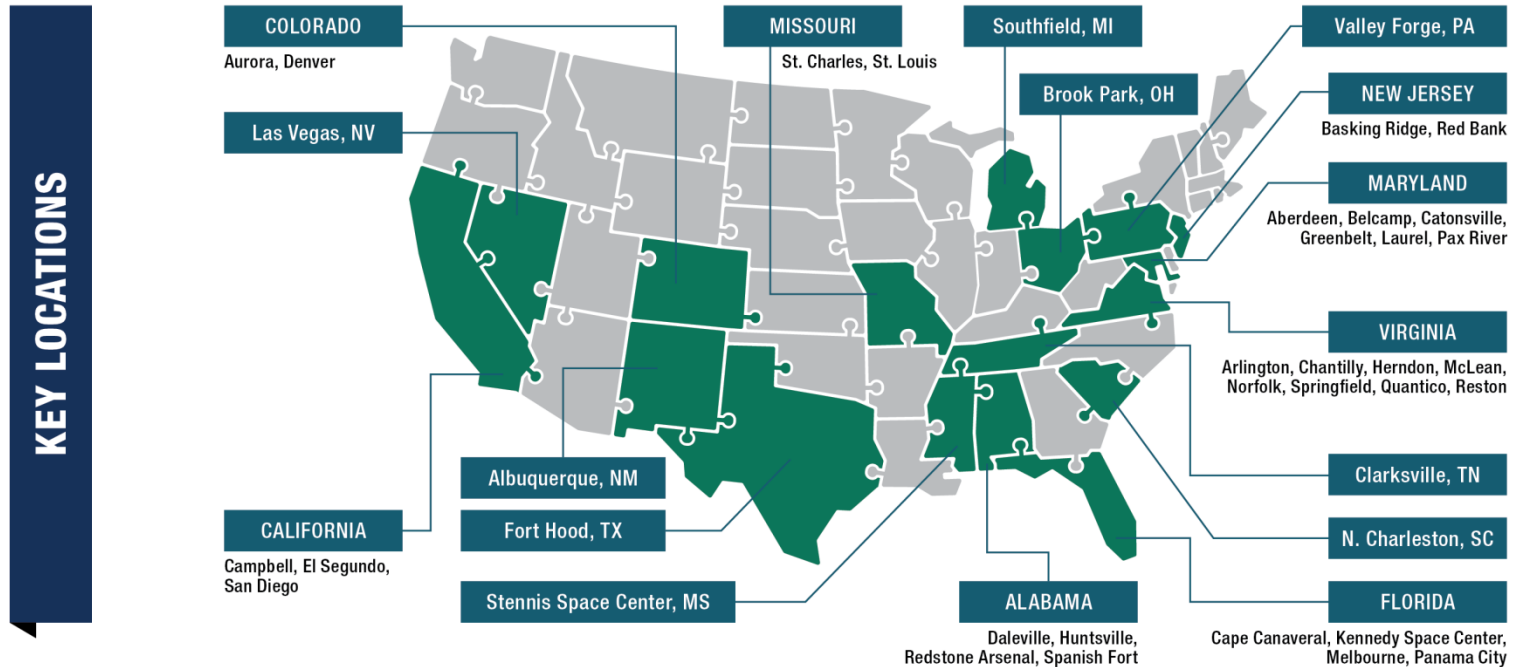 KEY LOCATIONS
COLORADO
Aurora, Denver
Las Vegas, NV
MISSOURI
St. Charles, St. Louis
Southfield, MI
Brook Park, OH
Valley Forge, PA
NEW JERSEY
Basking Ridge, Red Bank
MARYLAND
Aberdeen, Belcamp, Catonsville,
Greenbelt, Laurel, Pax River
VIRGINIA
Arlington, Chantilly, Herndon, McLean,
Norfolk, Springfield, Quantico, Reston
Albuquerque, NM
Clarksville, TN
CALIFORNIA
Campbell, El Segundo,
San Diego
Fort Hood, TX
N. Charleston, SC
Stennis Space Center, MS
ALABAMA
Daleville, Huntsville,
Redstone Arsenal, Spanish Fort
FLORIDA
Cape Canaveral, Kennedy Space Center,
Melbourne, Panama City